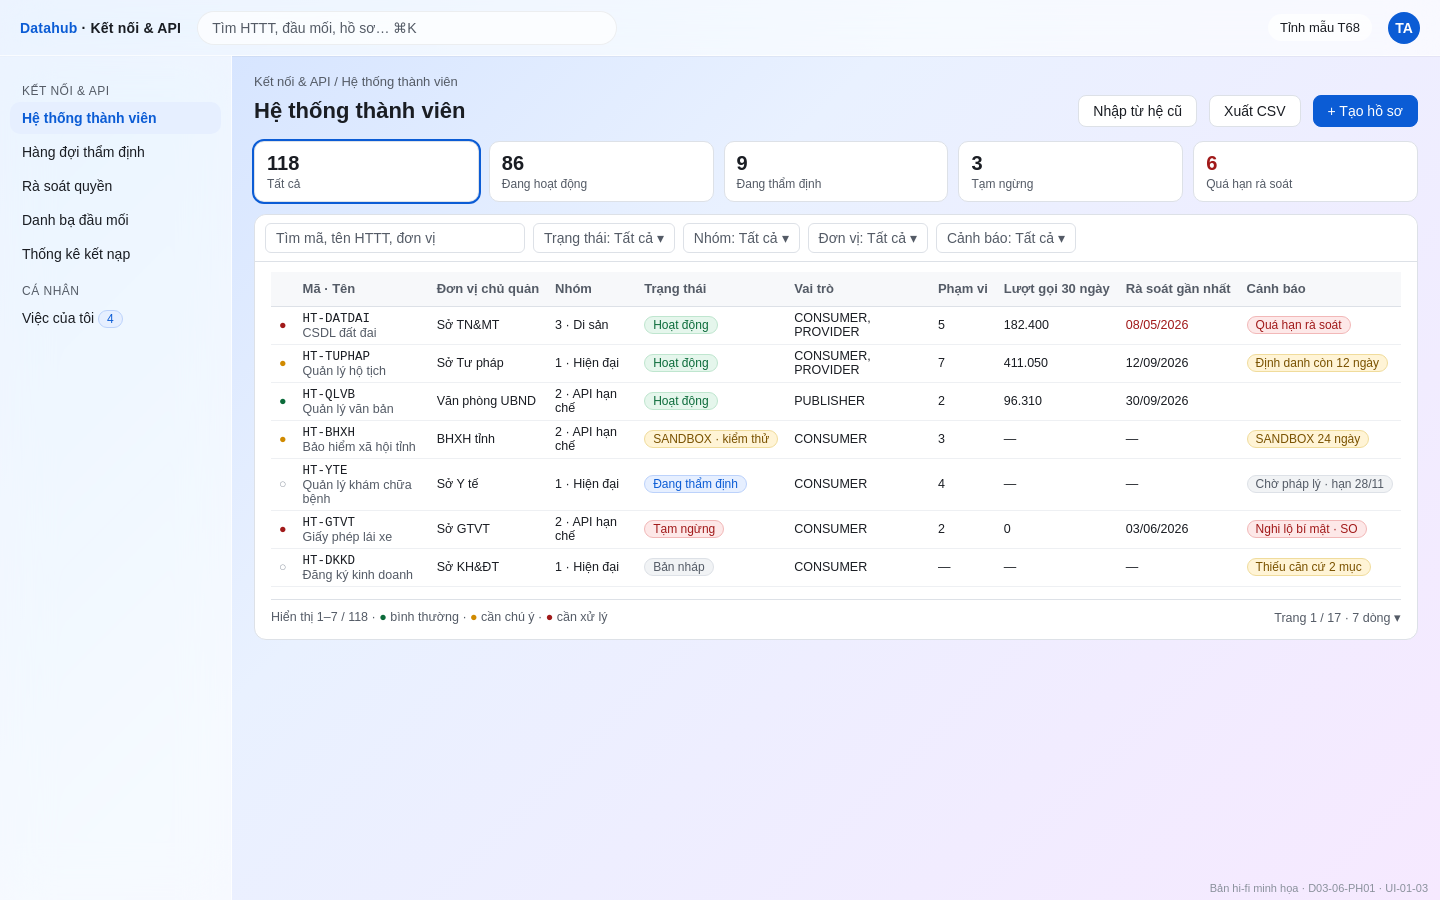 Datahub · Kết nối & API
Tìm HTTT, đầu mối, hồ sơ… ⌘K
Tỉnh mẫu T68
TA
KẾT NỐI & API
Hệ thống thành viên
Hàng đợi thẩm định
Rà soát quyền
Danh bạ đầu mối
Thống kê kết nạp
CÁ NHÂN
Việc của tôi 4
Kết nối & API / Hệ thống thành viên
Hệ thống thành viên
Nhập từ hệ cũ
Xuất CSV
+ Tạo hồ sơ
118
Tất cả
86
Đang hoạt động
9
Đang thẩm định
3
Tạm ngừng
6
Quá hạn rà soát
Tìm mã, tên HTTT, đơn vị
Trạng thái: Tất cả ▾
Nhóm: Tất cả ▾
Đơn vị: Tất cả ▾
Cảnh báo: Tất cả ▾
Mã · Tên Đơn vị chủ quản Nhóm Trạng thái Vai trò Phạm vi Lượt gọi 30 ngày Rà soát gần nhất Cảnh báo
● HT-DATDAI
CSDL đất đai
Sở TN&MT
3 · Di sản
Hoạt động
CONSUMER,
PROVIDER
5
182.400
08/05/2026
Quá hạn rà soát
● HT-TUPHAP
Quản lý hộ tịch
Sở Tư pháp
1 · Hiện đại
Hoạt động
CONSUMER,
PROVIDER
7
411.050
12/09/2026
Định danh còn 12 ngày
● HT-QLVB
Quản lý văn bản
Văn phòng UBND
2 · API hạn
chế
Hoạt động
PUBLISHER
2
96.310
30/09/2026
● HT-BHXH
Bảo hiểm xã hội tỉnh
BHXH tỉnh
2 · API hạn
chế
SANDBOX · kiểm thử
CONSUMER
3
—
—
SANDBOX 24 ngày
○ HT-YTE
Quản lý khám chữa
bệnh
Sở Y tế
1 · Hiện đại
Đang thẩm định
CONSUMER
4
—
—
Chờ pháp lý · hạn 28/11
● HT-GTVT
Giấy phép lái xe
Sở GTVT
2 · API hạn
chế
Tạm ngừng
CONSUMER
2
0
03/06/2026
Nghi lộ bí mật · SO
○ HT-DKKD
Đăng ký kinh doanh
Sở KH&ĐT
1 · Hiện đại
Bản nháp
CONSUMER
—
—
—
Thiếu căn cứ 2 mục
Hiển thị 1–7 / 118 · ● bình thường · ● cần chú ý · ● cần xử lý
Trang 1 / 17 · 7 dòng ▾
Bản hi-fi minh họa · D03-06-PH01 · UI-01-03